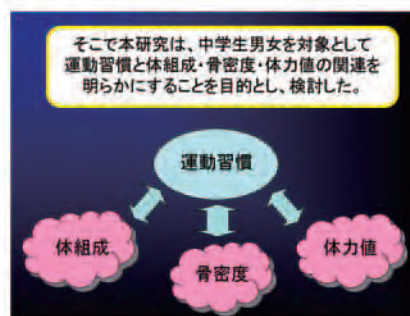 そこで本研究は、中学生男女を対象として
運動習慣と体組成・骨密度・体力値の関連を
明らかにすることを目的とし、検討した。
運動習慣
体組成
骨密度
体力値